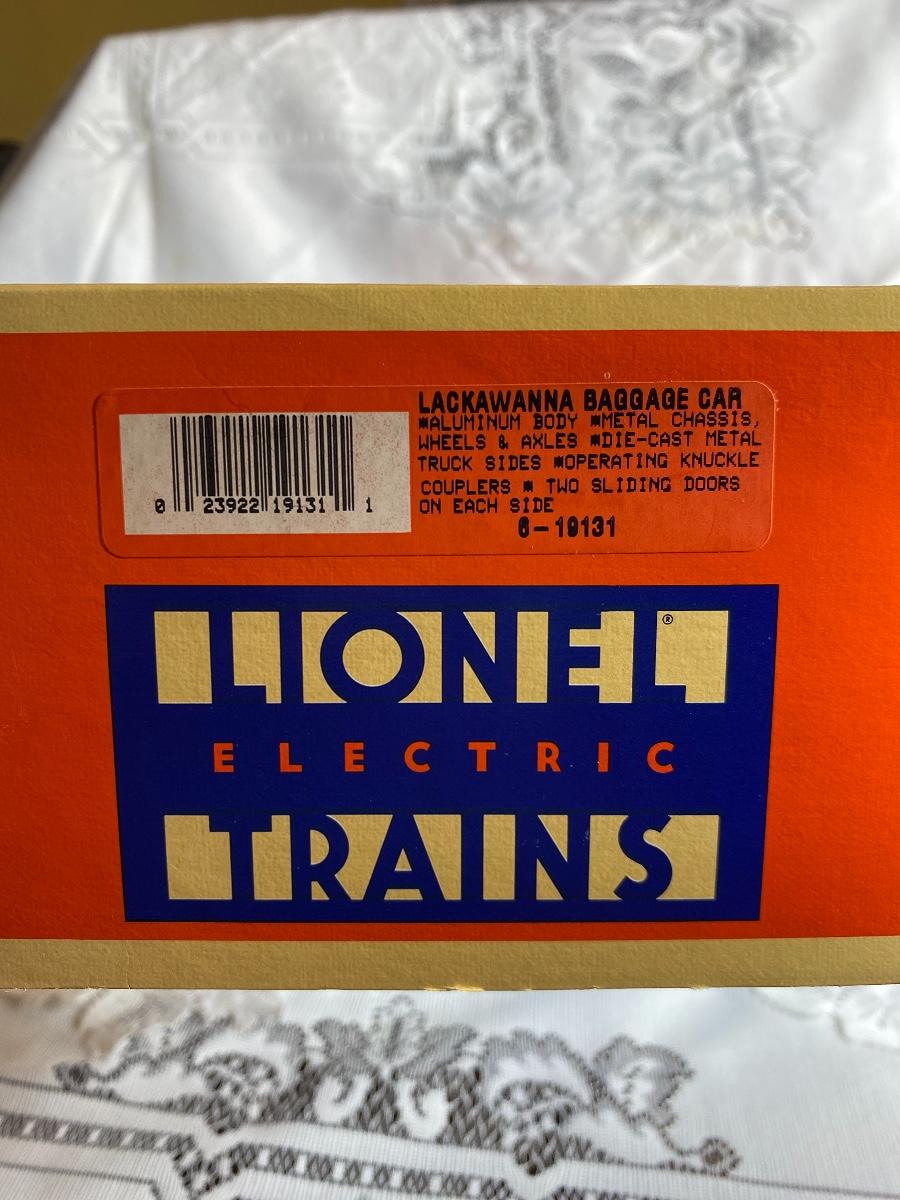 LACKAWANNA BAGGAGE CAR
*ALUMINUM BODY *METAL CHASSIS,
WHEELS & AXLES *DIE-CAST METAL
TRUCK SIDES *OPERATING KNUCKLE
COUPLERS * TWO SLIDING DOORS
ON EACH SIDE
6-19131
0 23922 19131 1
LIONEL®
ELECTRIC
TRAINS